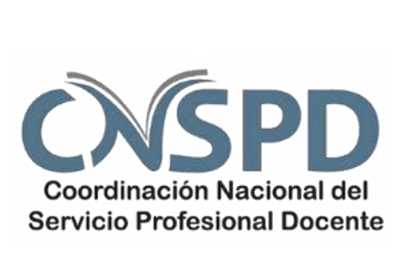 CNSPD
Coordinación Nacional del
Servicio Profesional Docente